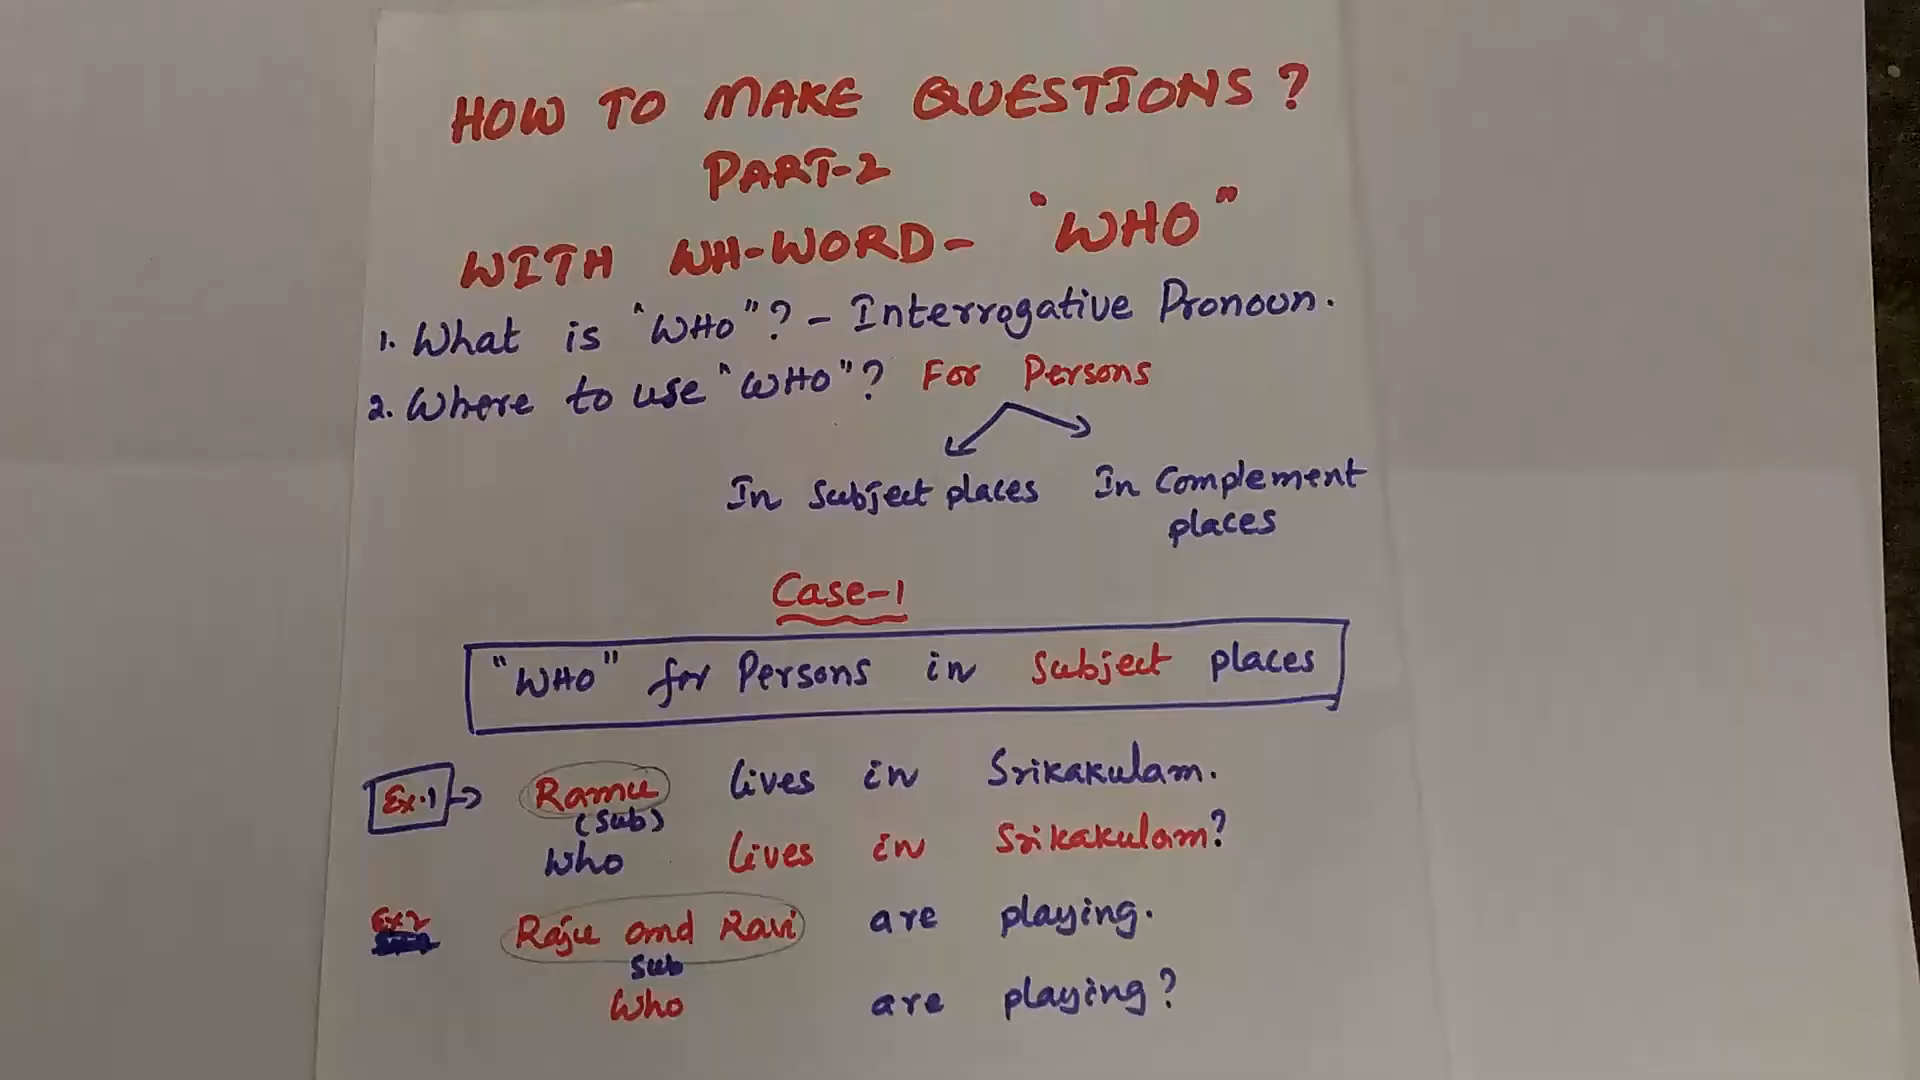 HOW TO MAKE QUESTIONS?
PART-2
WITH WH-WORD- "WHO"
1. What is "WHO"? - Interrogative Pronoun.
2. Where to use "WHO"? For Persons
In Subject places In Complement
places
Case-1
"WHO" for Persons in Subject places
Ex.1 Ramu lives in Srikakulam.
(Sub)
Who lives in Srikakulam?
Ex2 Raju and Ravi are playing.
Sub
Who are playing?